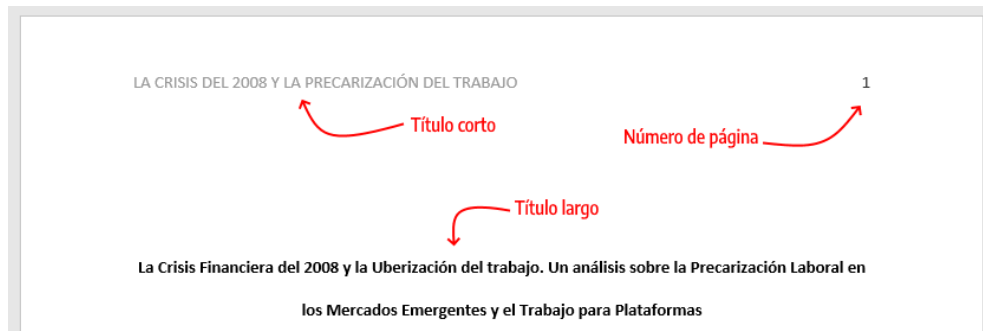 LA CRISIS DEL 2008 Y LA PRECARIZACIÓN DEL TRABAJO 1
Título corto
Número de página
Título largo
La Crisis Financiera del 2008 y la Uberización del trabajo. Un análisis sobre la Precarización Laboral en
los Mercados Emergentes y el Trabajo para Plataformas